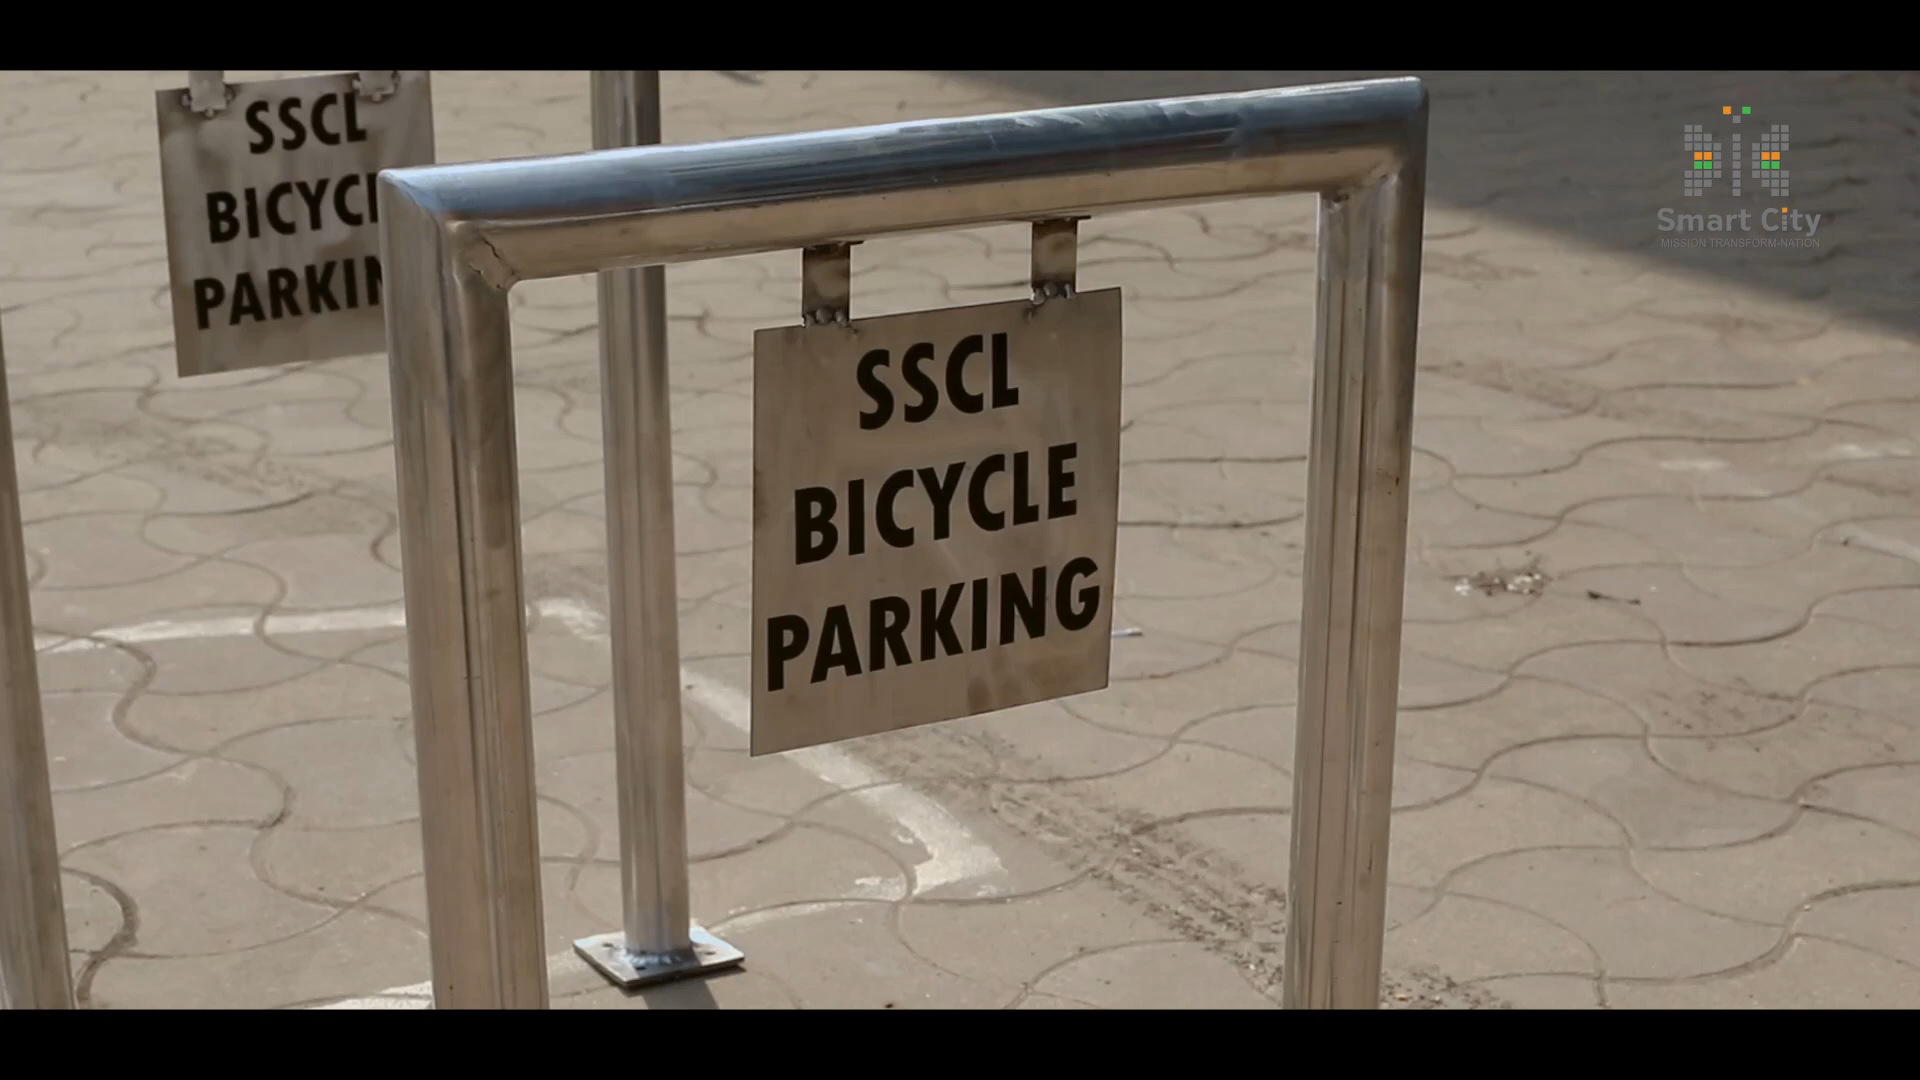 SSCL
BICYCL
PARKIN
SSCL
BICYCLE
PARKING
Smart City
MISSION TRANSFORM-NATION